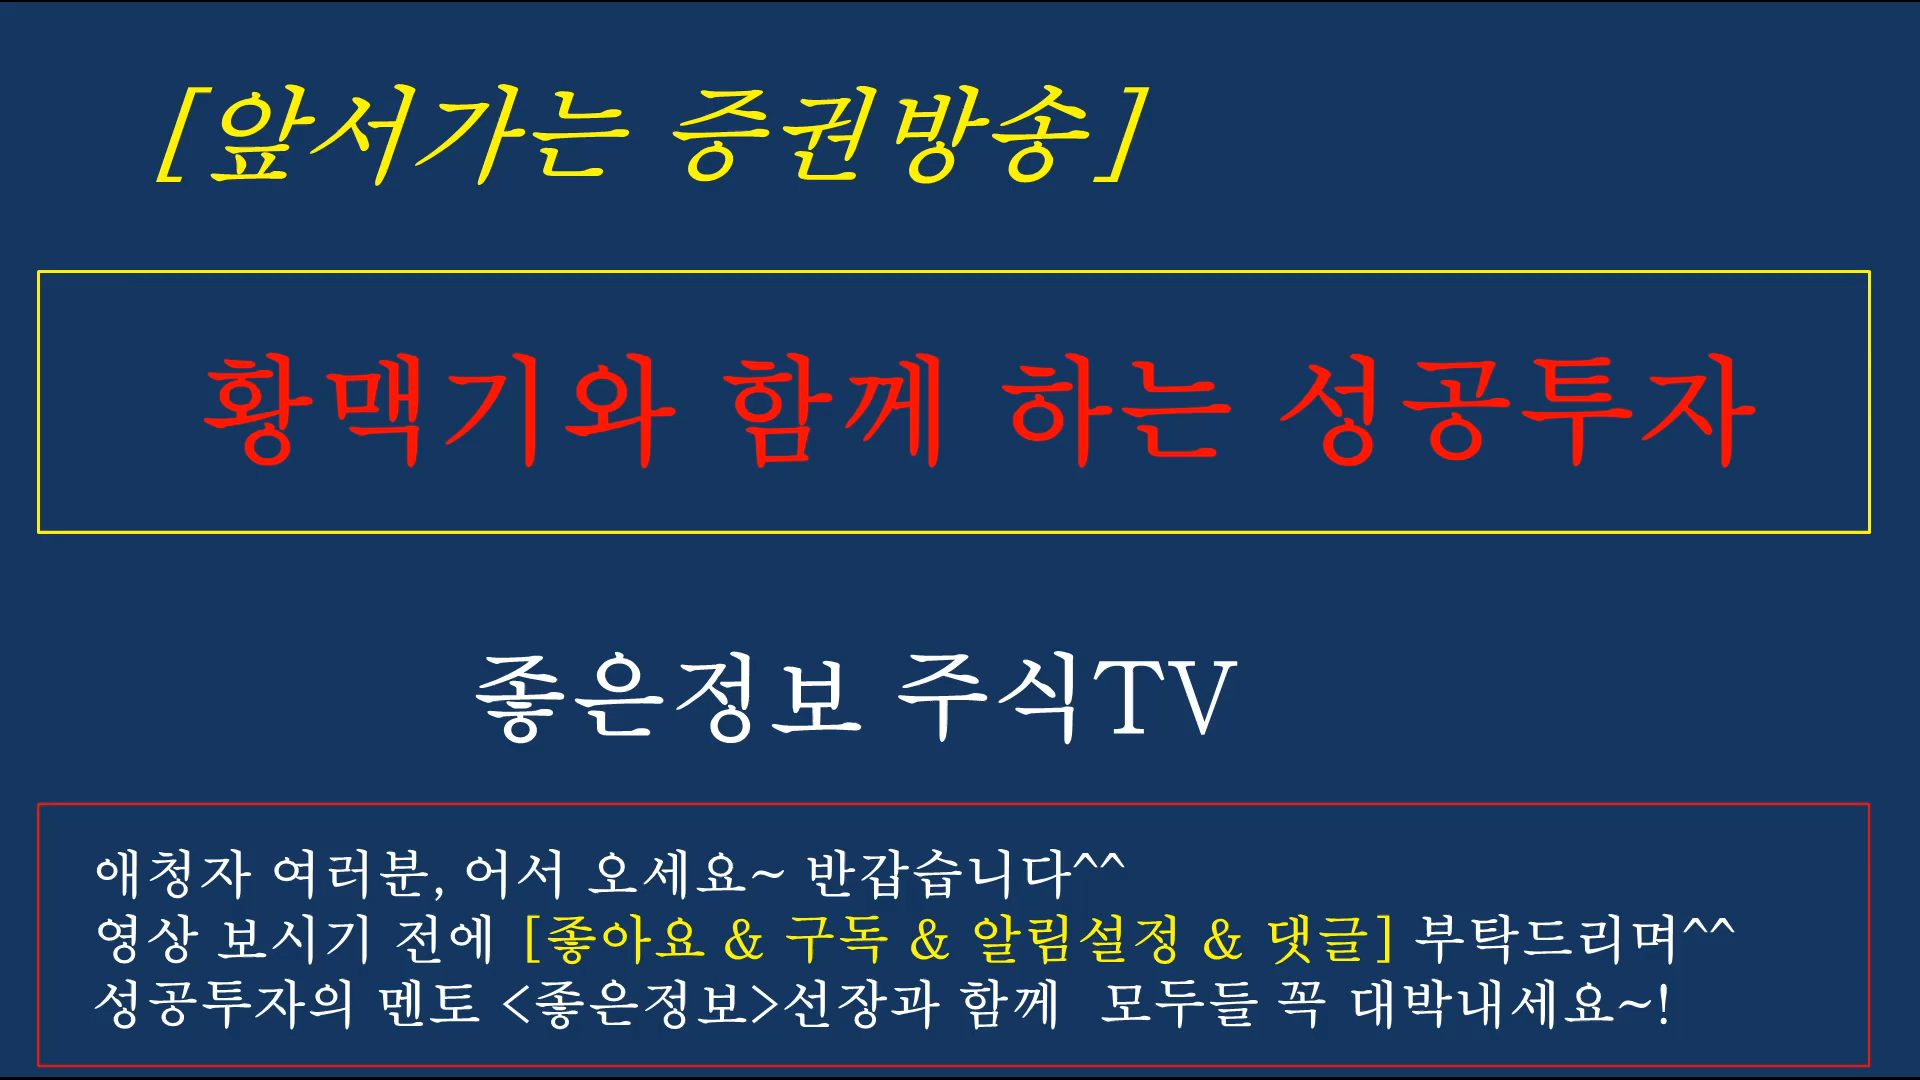 [앞서가는 증권방송]
황맥기와 함께 하는 성공투자
좋은정보 주식TV
애청자 여러분, 어서 오세요~ 반갑습니다^^
영상 보시기 전에 [좋아요 & 구독 & 알림설정 & 댓글] 부탁드리며^^
성공투자의 멘토 <좋은정보>선장과 함께 모두들 꼭 대박내세요~!